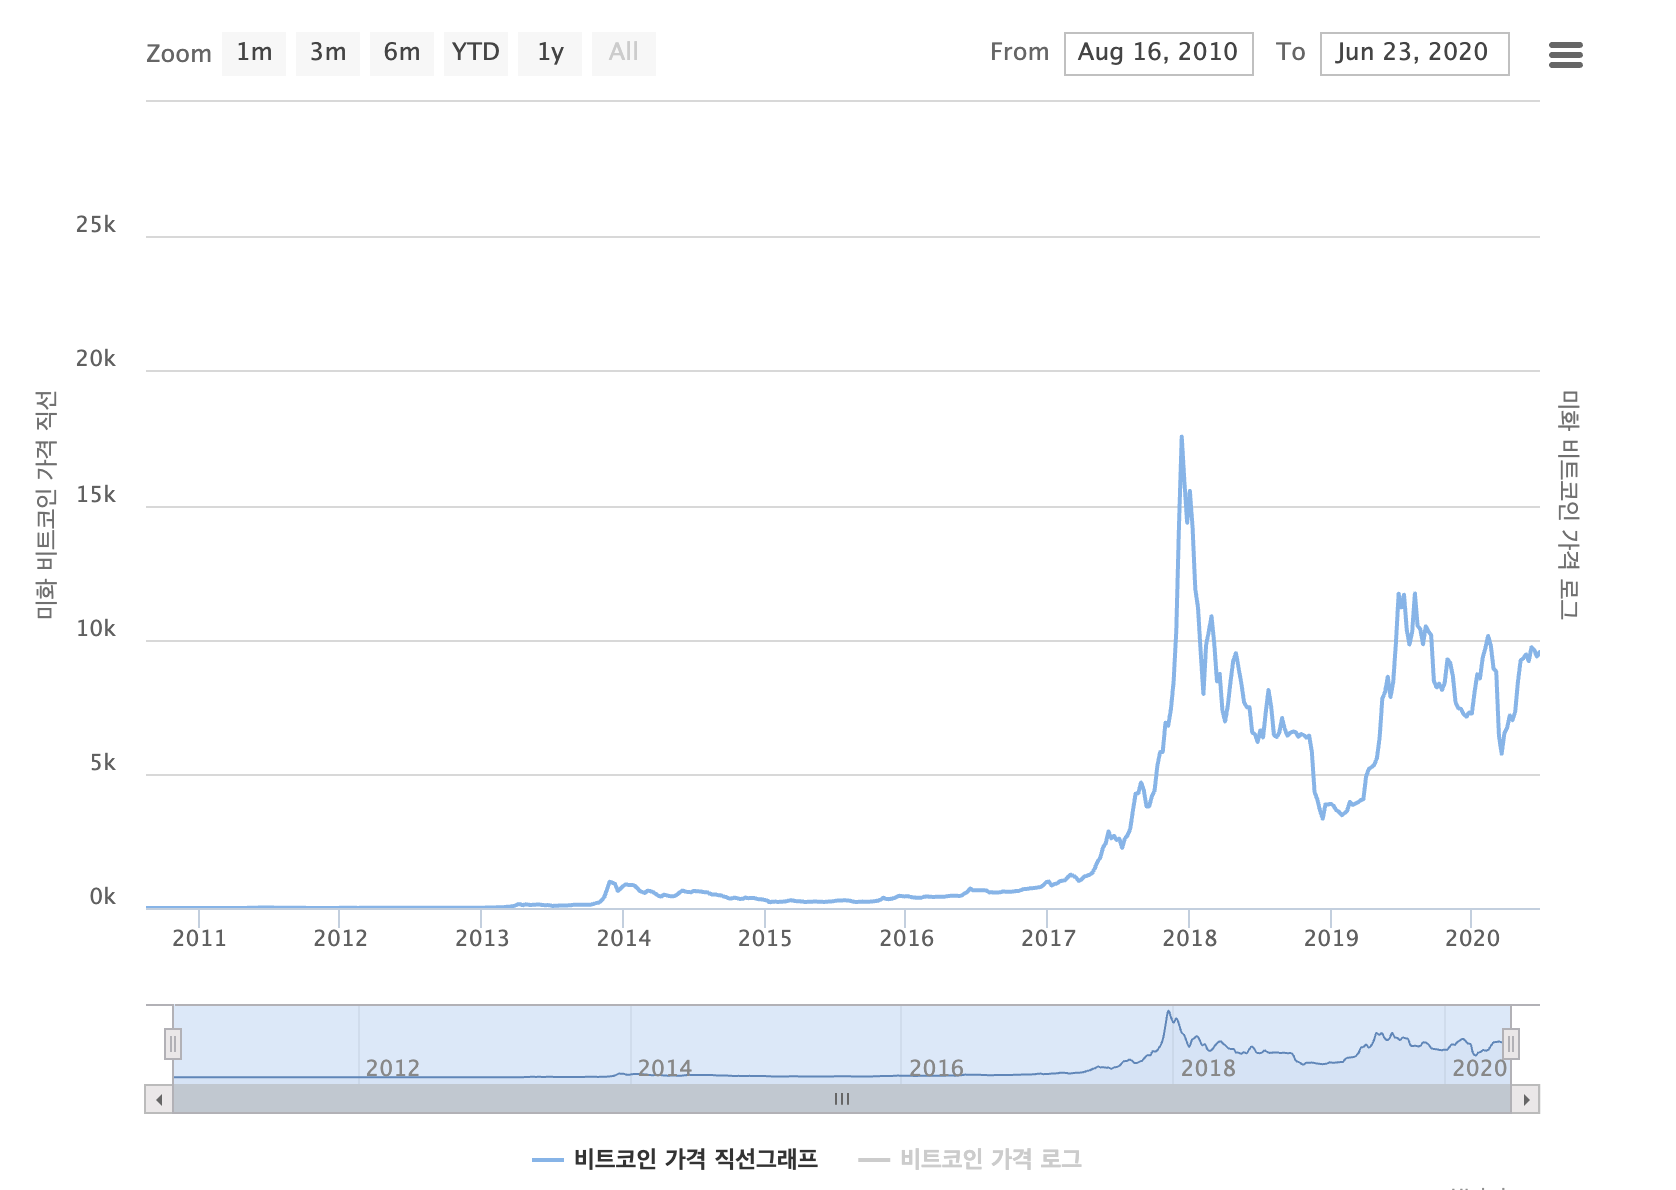 Zoom 1m 3m 6m YTD 1y All From Aug 16, 2010 To Jun 23, 2020
25k
20k
15k
10k
5k
0k
미화 비트코인 가격 직선
미화 비트코인 가격 로그
2011 2012 2013 2014 2015 2016 2017 2018 2019 2020
2012 2014 2016 2018 2020
비트코인 가격 직선그래프 비트코인 가격 로그